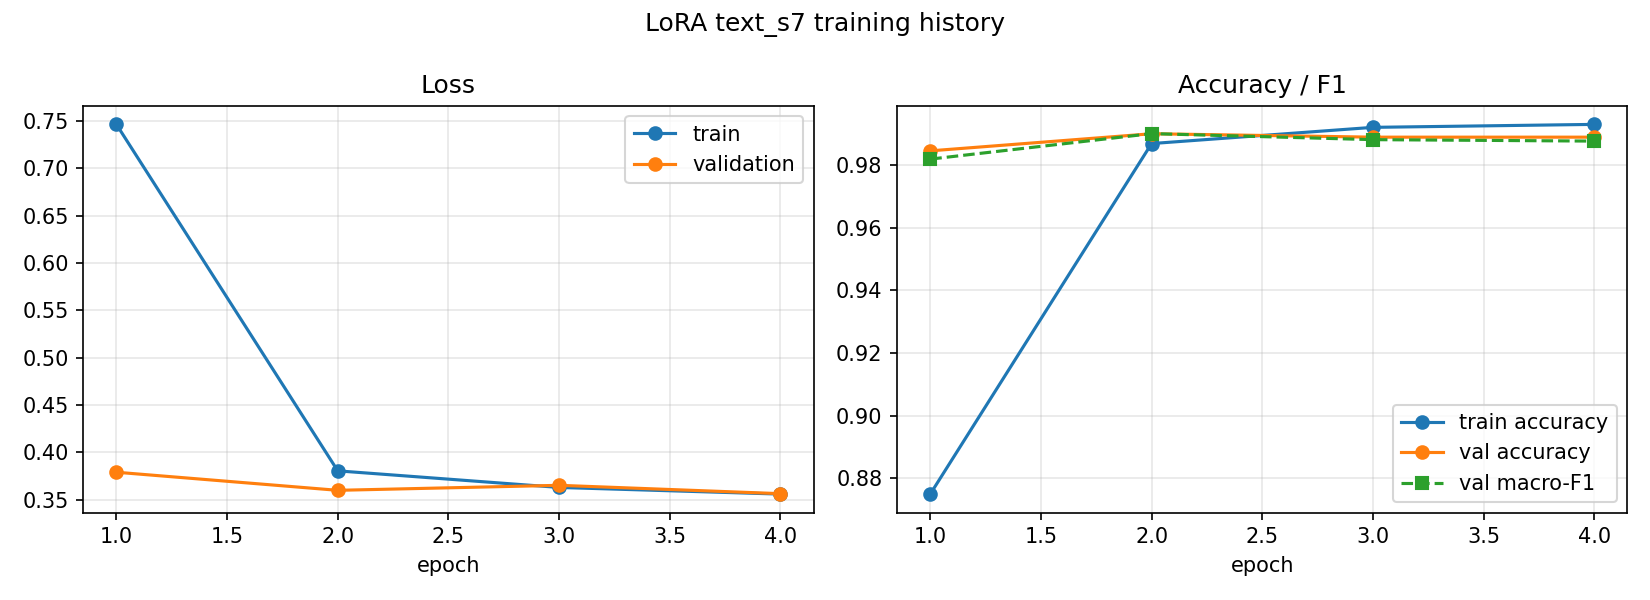 LoRA text_s7 training history
Loss
0.75
0.70
0.65
0.60
0.55
0.50
0.45
0.40
0.35
train
validation
1.0 1.5 2.0 2.5 3.0 3.5 4.0
epoch
Accuracy / F1
0.98
0.96
0.94
0.92
0.90
0.88
train accuracy
val accuracy
val macro-F1
1.0 1.5 2.0 2.5 3.0 3.5 4.0
epoch